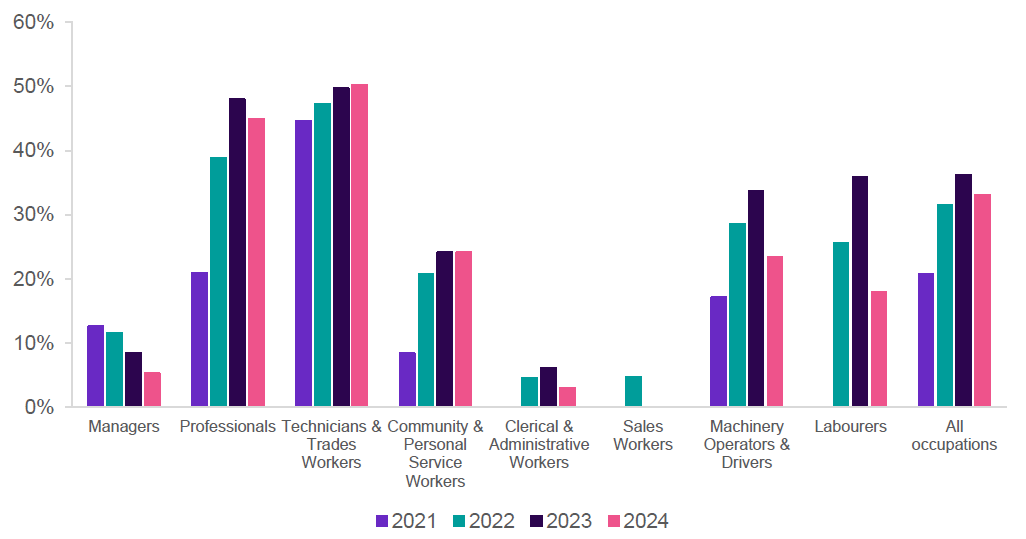 60%
50%
40%
30%
20%
10%
0%
Managers
Professionals
Technicians &
Trades
Workers
Community &
Personal
Service
Workers
Clerical &
Administrative
Workers
Sales
Workers
Machinery
Operators &
Drivers
Labourers
All
occupations
2021 2022 2023 2024